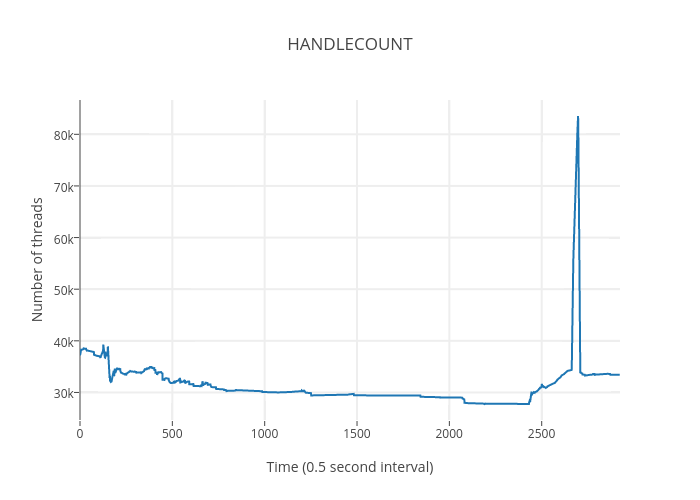 HANDLECOUNT
Number of threads
80k
70k
60k
50k
40k
30k
0 500 1000 1500 2000 2500
Time (0.5 second interval)